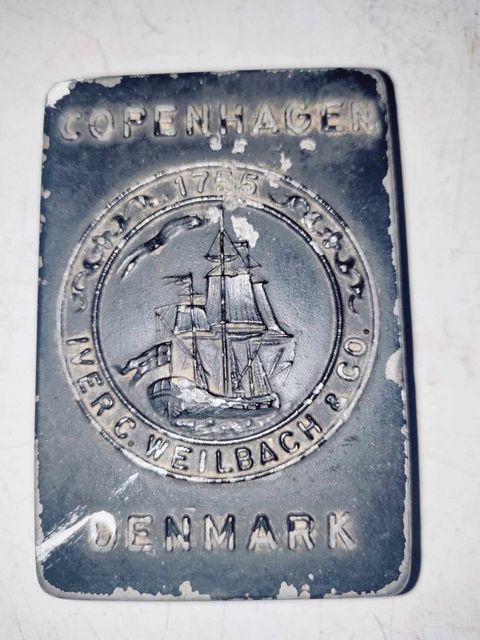 COPENHAGEN
1755
IVER C. WEILBACH & CO.
DENMARK